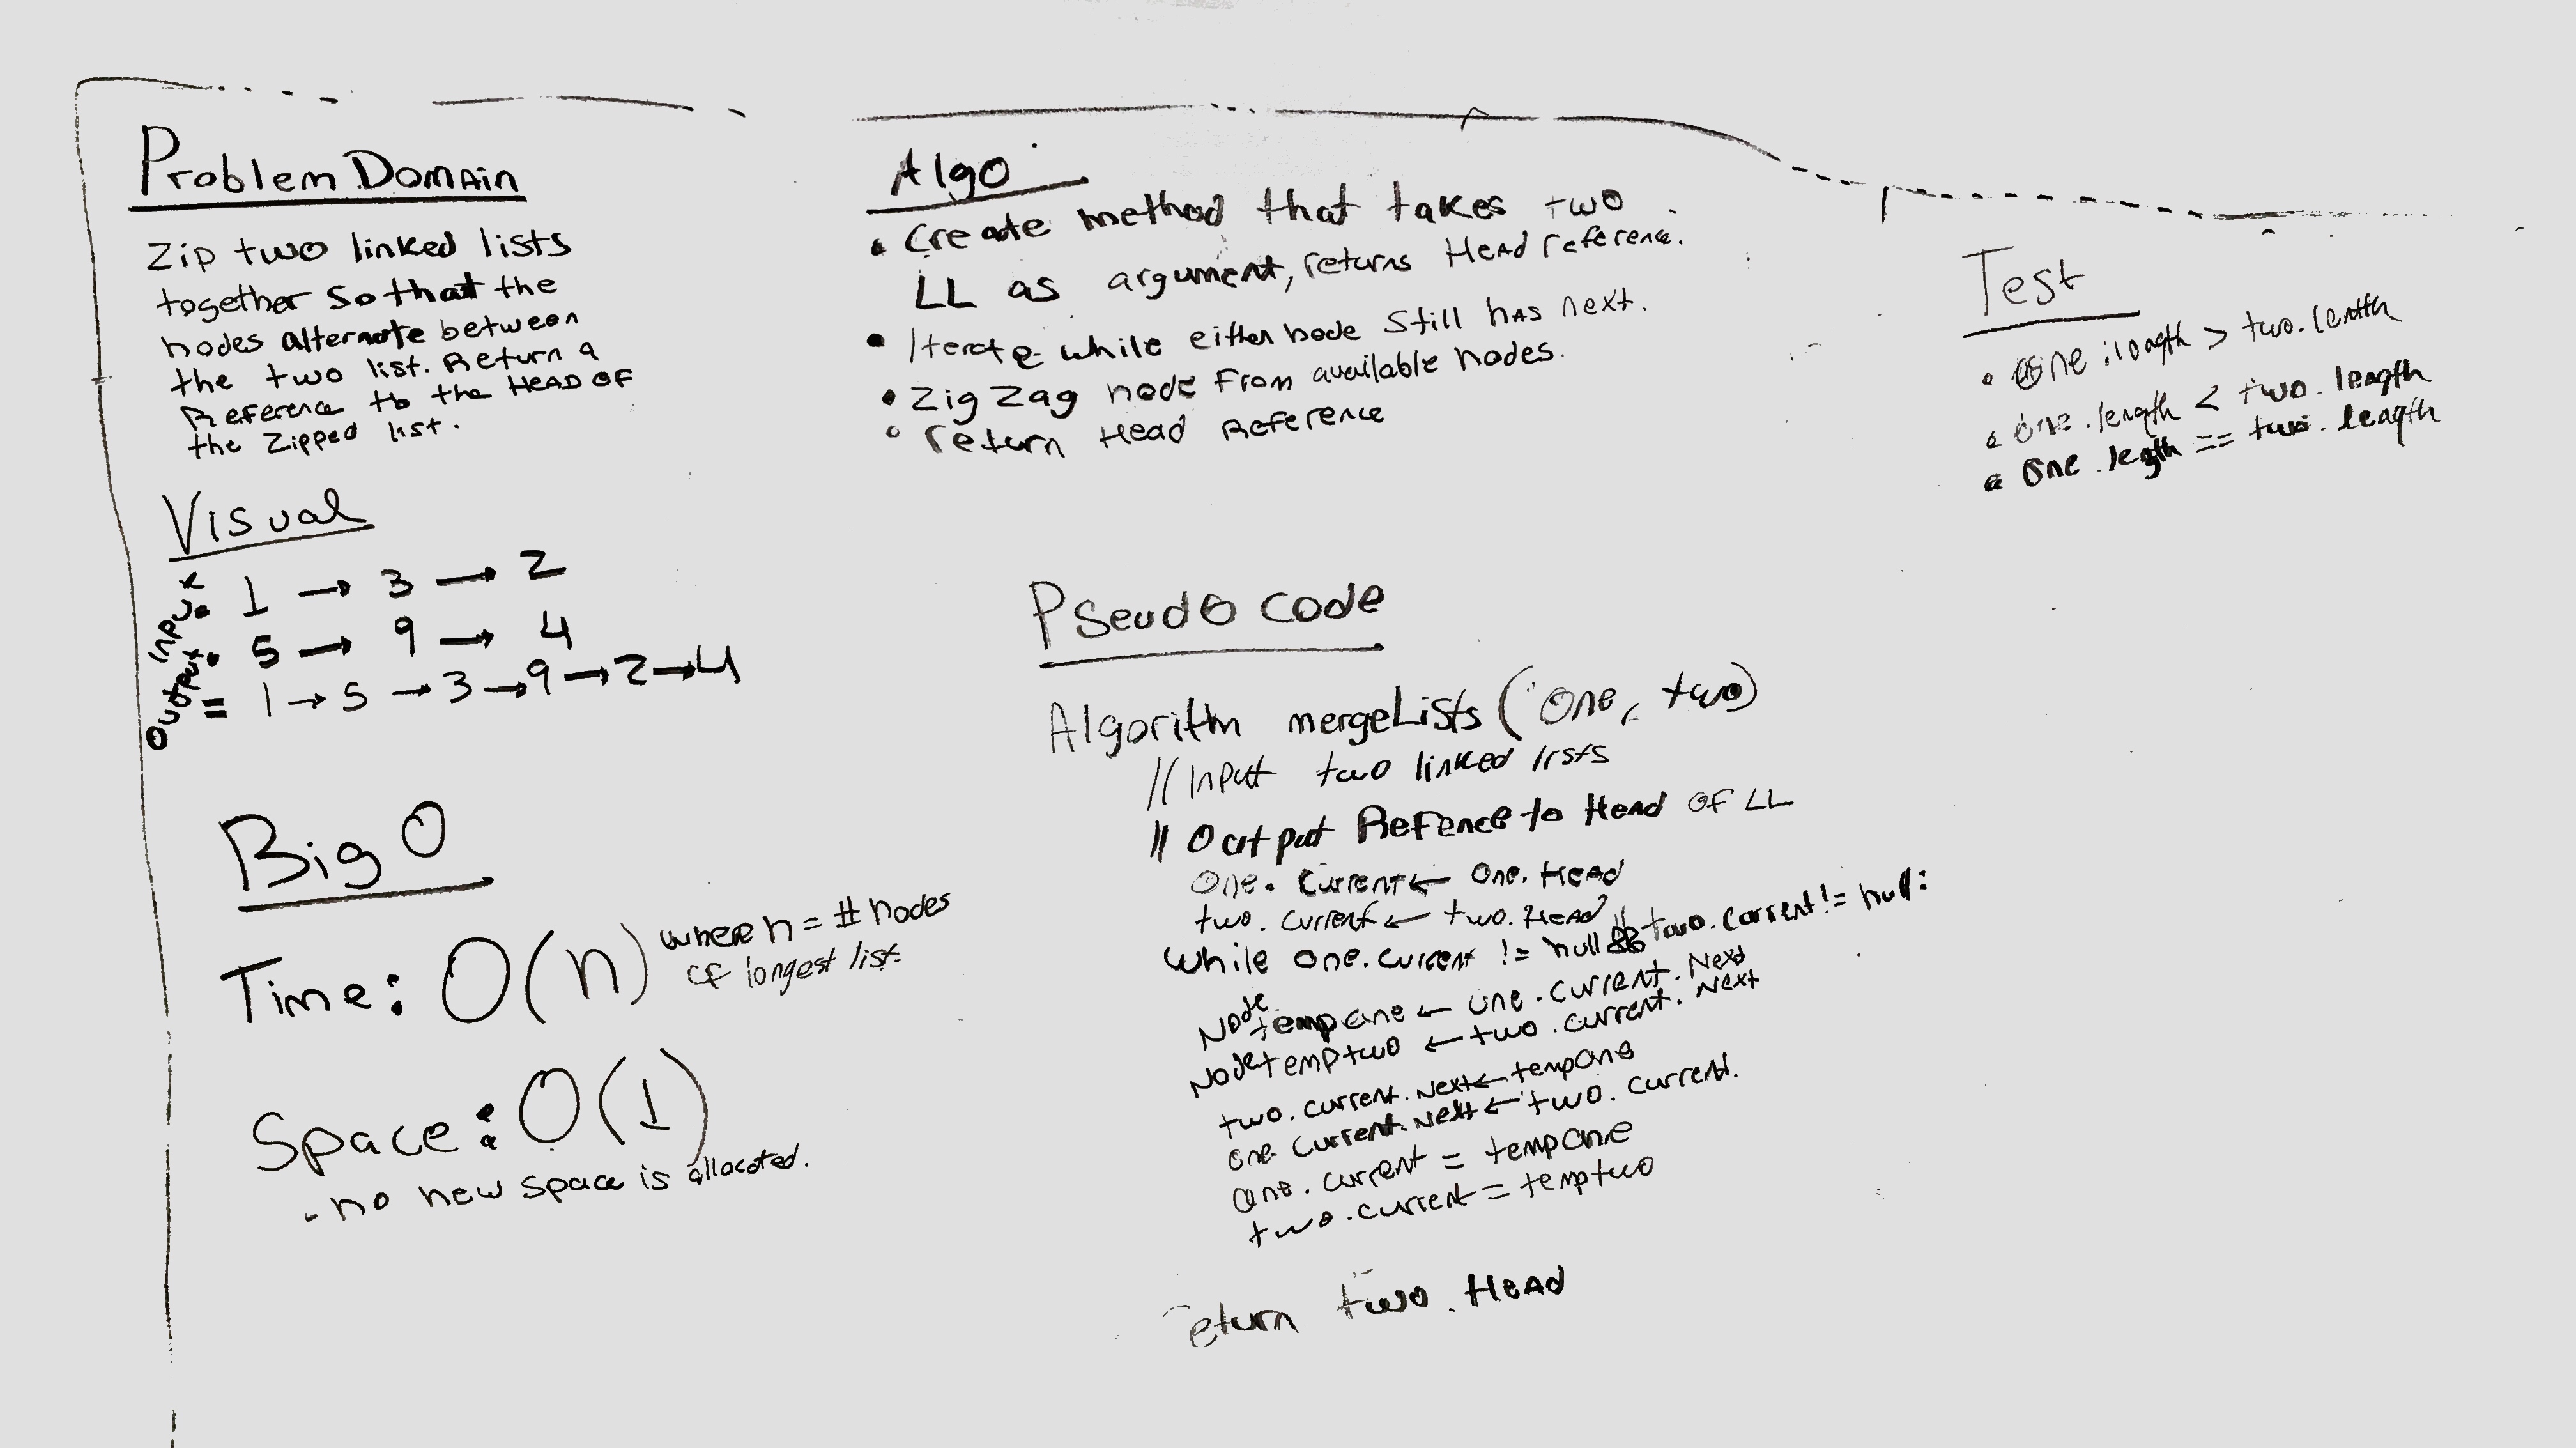 Problem Domain
Zip two linked lists
together so that the
nodes alternate between
the two list. Return a
Reference to the HEAD OF
the Zipped list.
Visual
Input
• 1 → 3 → 2
• 5 → 9 → 4
Output
= 1 → 5 → 3 → 9 → 2 → 4
Big O
Time: O(n) where n = # nodes
of longest list.
Space: O(1)
- no new space is allocated.
Algo
• Create method that takes two
LL as argument, returns Head reference.
• Iterate while either node still has next.
• Zig Zag node from available nodes.
• return Head Reference
Pseudo code
Algorithm mergeLists (One, two)
// Input two linked lists
// Output Refence to Head of LL
One. Current ← One. Head
two. Current ← two. Head
while one.current != null || two.current != null:
Node tempOne ← one.current.Next
Node temptwo ← two.current.Next
two.current.Next ← tempOne
one current.Next ← two.current.
one.current = tempOne
two.current = temptwo
return two.Head
Test
• One.length > two.lenth
• one.length < two.length
• One.legth == two.length